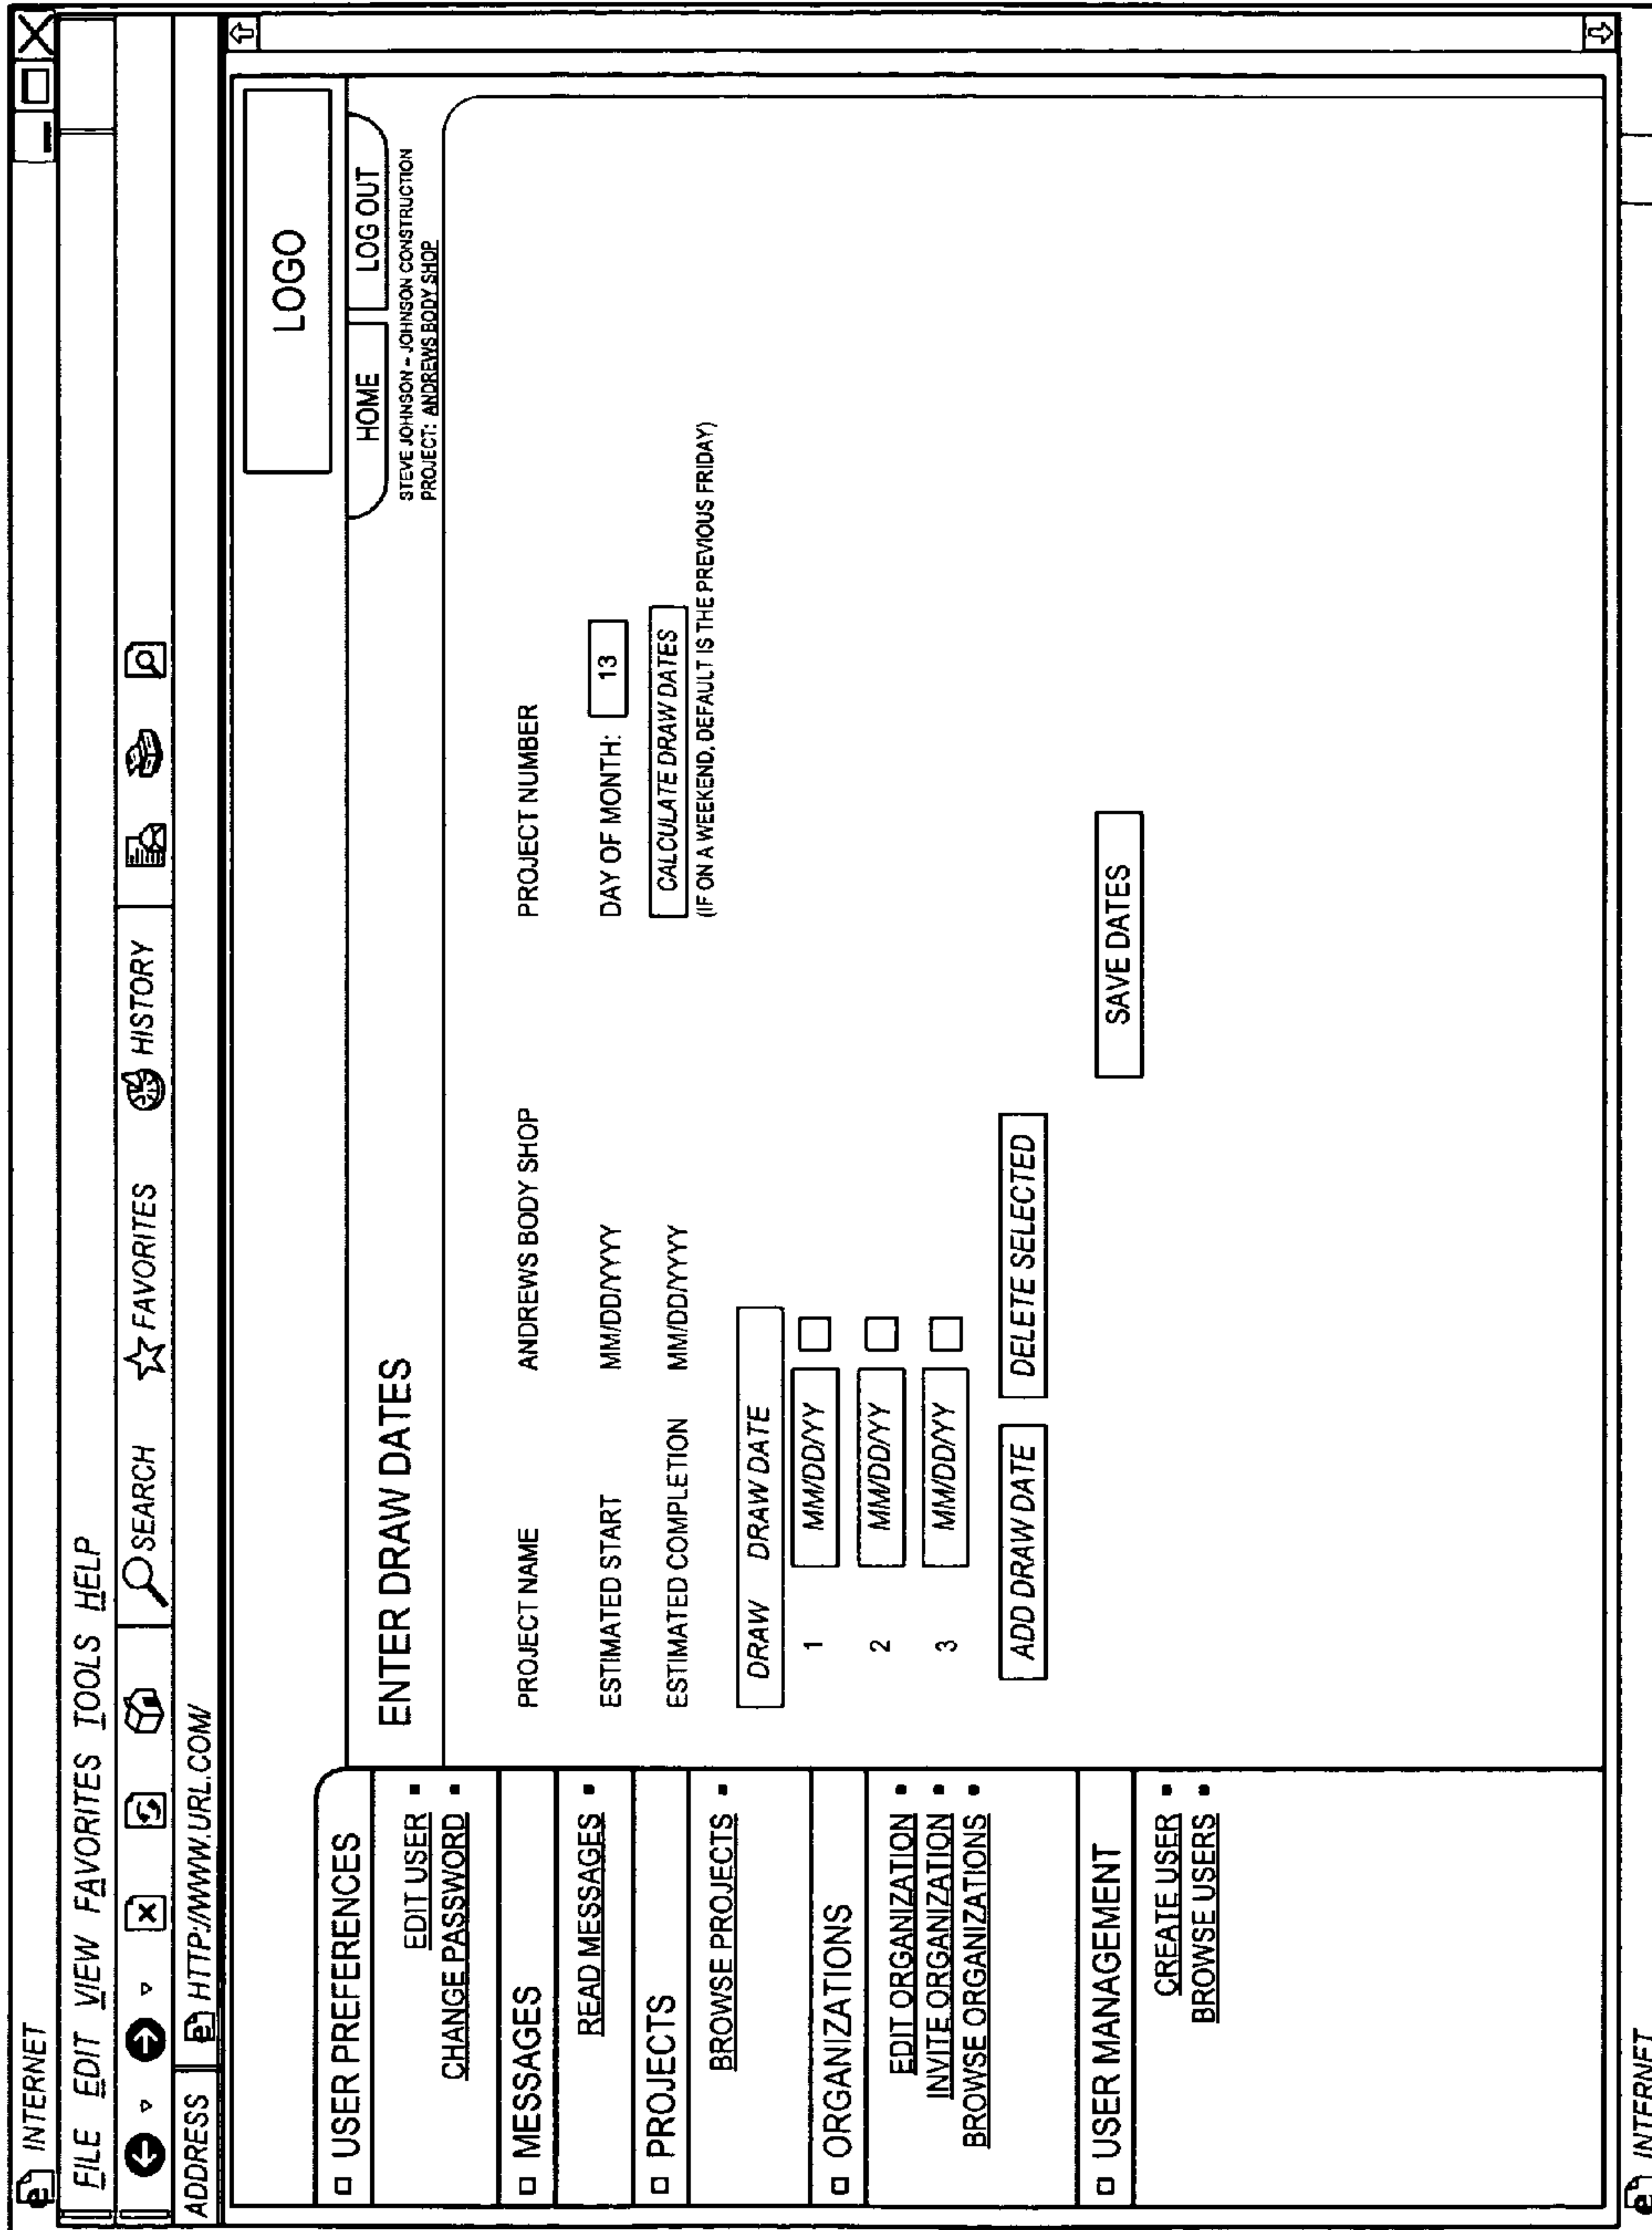 INTERNET
FILE EDIT VIEW FAVORITES TOOLS HELP
SEARCH FAVORITES HISTORY
ADDRESS HTTP://WWW.URL.COM/
LOGO
HOME LOG OUT
STEVE JOHNSON – JOHNSON CONSTRUCTION
PROJECT: ANDREWS BODY SHOP
USER PREFERENCES
EDIT USER
CHANGE PASSWORD
MESSAGES
READ MESSAGES
PROJECTS
BROWSE PROJECTS
ORGANIZATIONS
EDIT ORGANIZATION
INVITE ORGANIZATION
BROWSE ORGANIZATIONS
USER MANAGEMENT
CREATE USER
BROWSE USERS
ENTER DRAW DATES
PROJECT NAME ANDREWS BODY SHOP PROJECT NUMBER
ESTIMATED START MM/DD/YYYY DAY OF MONTH: 13
ESTIMATED COMPLETION MM/DD/YYYY CALCULATE DRAW DATES
(IF ON A WEEKEND, DEFAULT IS THE PREVIOUS FRIDAY)
DRAW DRAW DATE
1 MM/DD/YY
2 MM/DD/YY
3 MM/DD/YY
ADD DRAW DATE DELETE SELECTED
SAVE DATES
INTERNET